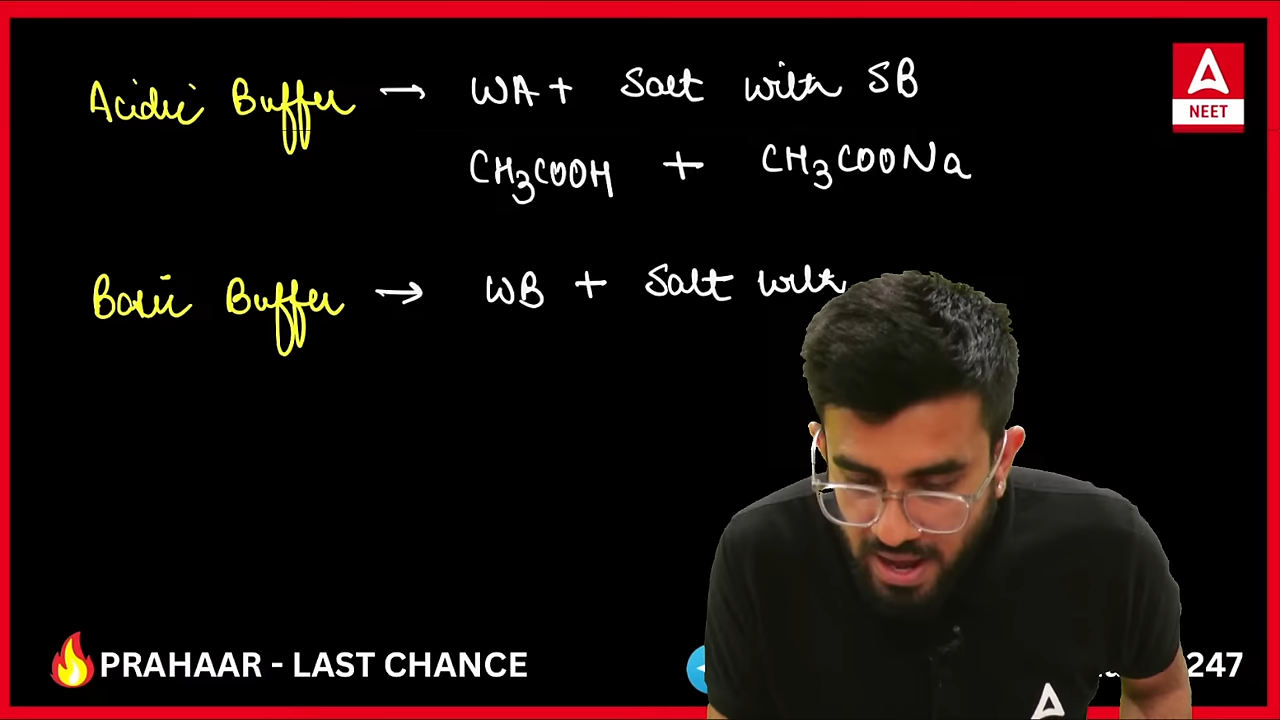 Acidic Buffer → WA + Salt with SB
CH3COOH + CH3COONa
Basic Buffer → WB + Salt with
NEET
PRAHAAR - LAST CHANCE
247